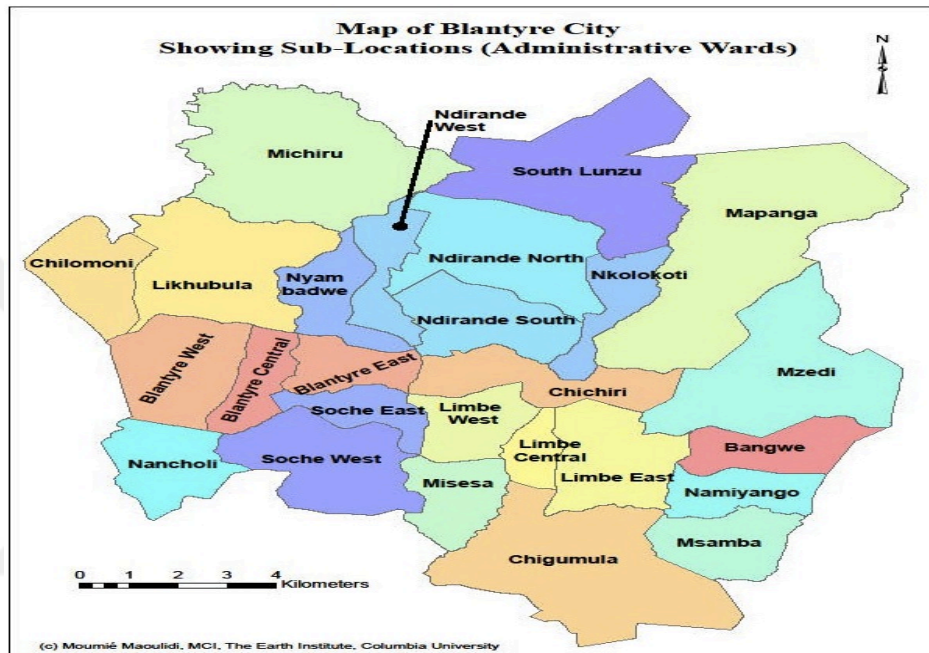 Map of Blantyre City
Showing Sub-Locations (Administrative Wards)
N
Ndirande
West
Michiru
South Lunzu
Mapanga
Chilomoni
Likhubula
Nyam
badwe
Ndirande North
Nkolokoti
Ndirande South
Blantyre West
Blantyre Central
Blantyre East
Chichiri
Mzedi
Soche East
Limbe
West
Nancholi
Soche West
Limbe
Central
Bangwe
Misesa
Limbe East
Namiyango
Chigumula
Msamba
0 1 2 3 4
Kilometers
(c) Moumié Maoulidi, MCI, The Earth Institute, Columbia University